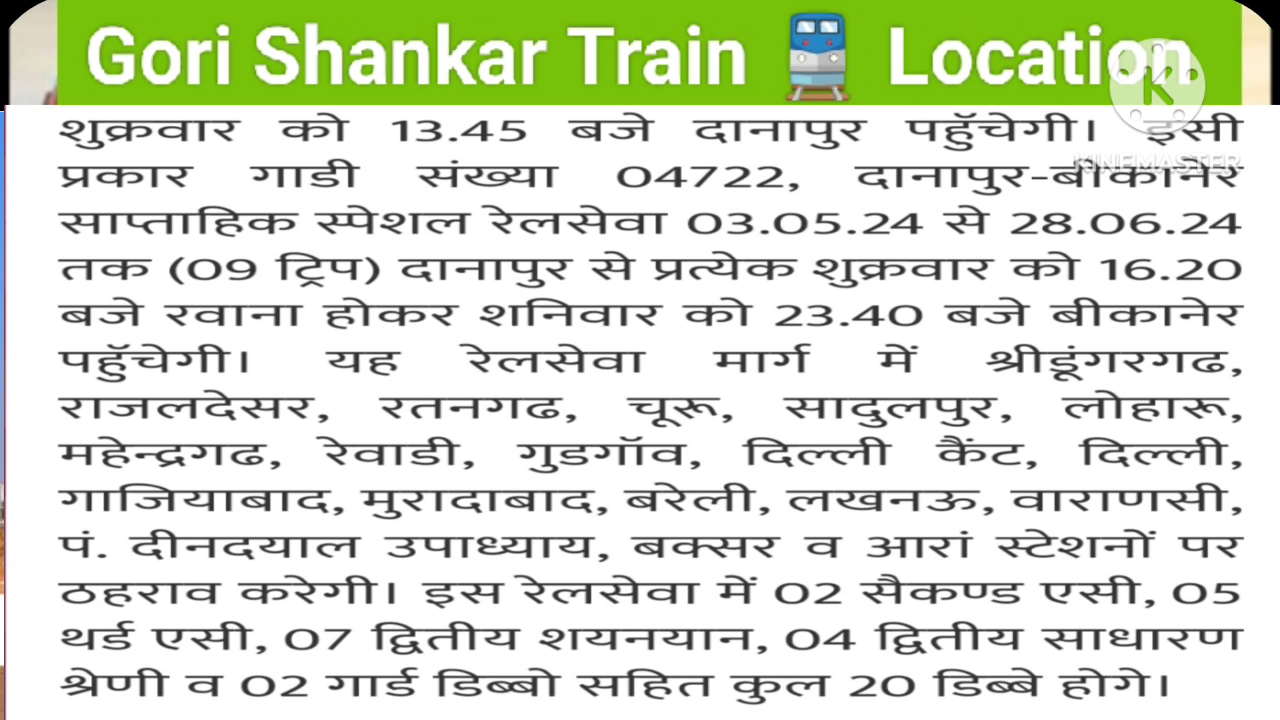 Gori Shankar Train Location
शुक्रवार को 13.45 बजे दानापुर पहुॅचेगी। इसी
KINEMASTER
प्रकार गाडी संख्या 04722, दानापुर-बीकानेर
साप्ताहिक स्पेशल रेलसेवा 03.05.24 से 28.06.24
तक (09 ट्रिप) दानापुर से प्रत्येक शुक्रवार को 16.20
बजे रवाना होकर शनिवार को 23.40 बजे बीकानेर
पहुॅचेगी। यह रेलसेवा मार्ग में श्रीडूंगरगढ,
राजलदेसर, रतनगढ, चूरू, सादुलपुर, लोहारू,
महेन्द्रगढ, रेवाडी, गुडगॉव, दिल्ली कैंट, दिल्ली,
गाजियाबाद, मुरादाबाद, बरेली, लखनऊ, वाराणसी,
पं. दीनदयाल उपाध्याय, बक्सर व आरां स्टेशनों पर
ठहराव करेगी। इस रेलसेवा में 02 सैकण्ड एसी, 05
थर्ड एसी, 07 द्वितीय शयनयान, 04 द्वितीय साधारण
श्रेणी व 02 गार्ड डिब्बो सहित कुल 20 डिब्बे होगे।